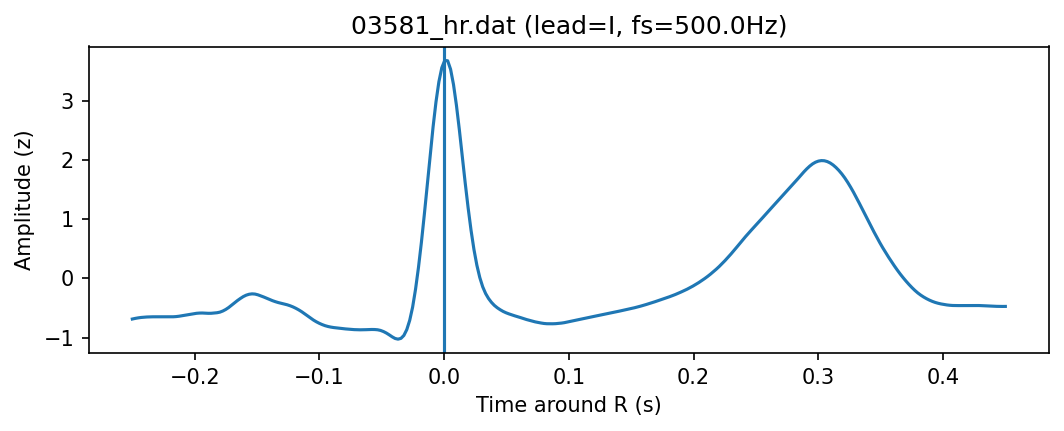 03581_hr.dat (lead=I, fs=500.0Hz)
Amplitude (z)
3
2
1
0
−1
−0.2 −0.1 0.0 0.1 0.2 0.3 0.4
Time around R (s)